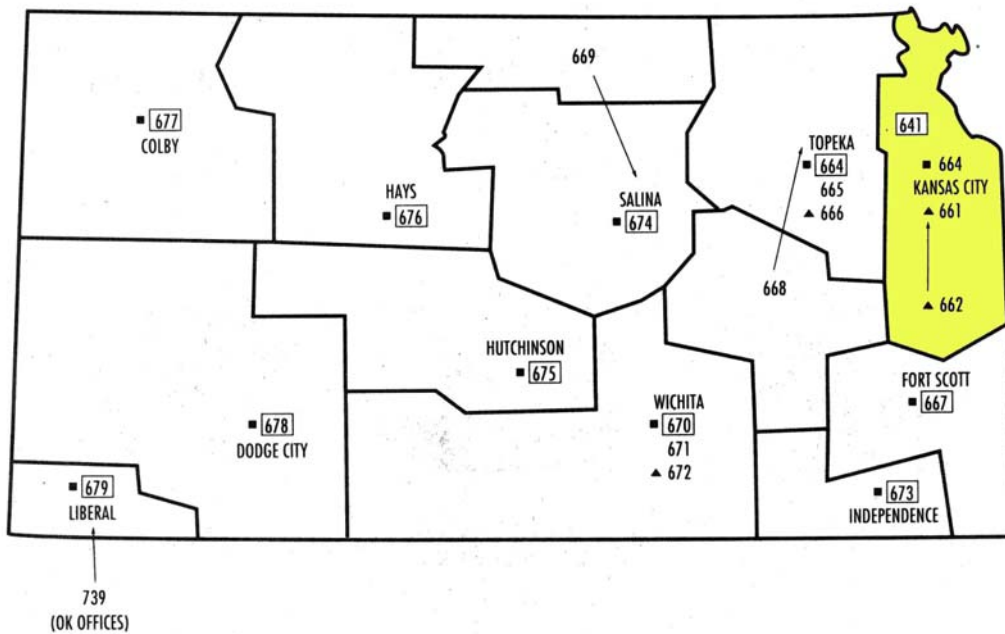 669
641
677
COLBY
TOPEKA
664
665
666
664
KANSAS CITY
661
662
HAYS
676
SALINA
674
668
HUTCHINSON
675
FORT SCOTT
667
WICHITA
670
671
672
678
DODGE CITY
679
LIBERAL
673
INDEPENDENCE
739
(OK OFFICES)